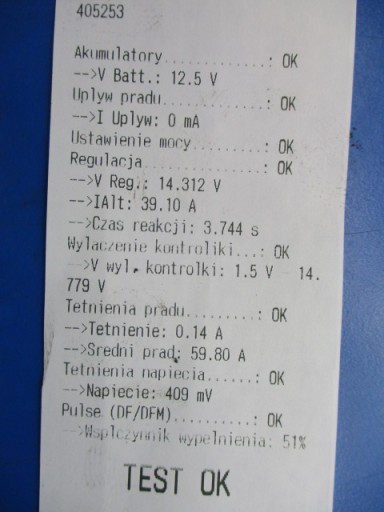 405253
Akumulatory.............: OK
-->V Batt.: 12.5 V
Uplyw pradu.............: OK
-->I Uplyw: 0 mA
Ustawienie mocy.........: OK
Regulacja...............: OK
-->V Reg.: 14.312 V
-->IAlt: 39.10 A
-->Czas reakcji: 3.744 s
Wylaczenie kontroliki...: OK
-->V wyl. kontrolki: 1.5 V   14.
779 V
Tetnienia pradu.........: OK
-->Tetnienie: 0.14 A
-->Sredni prad: 59.80 A
Tetnienia napiecia......: OK
-->Napiecie: 409 mV
Pulse (DF/DFM)..........: OK
-->Wsplczynnik wypelnienia: 51%
TEST OK